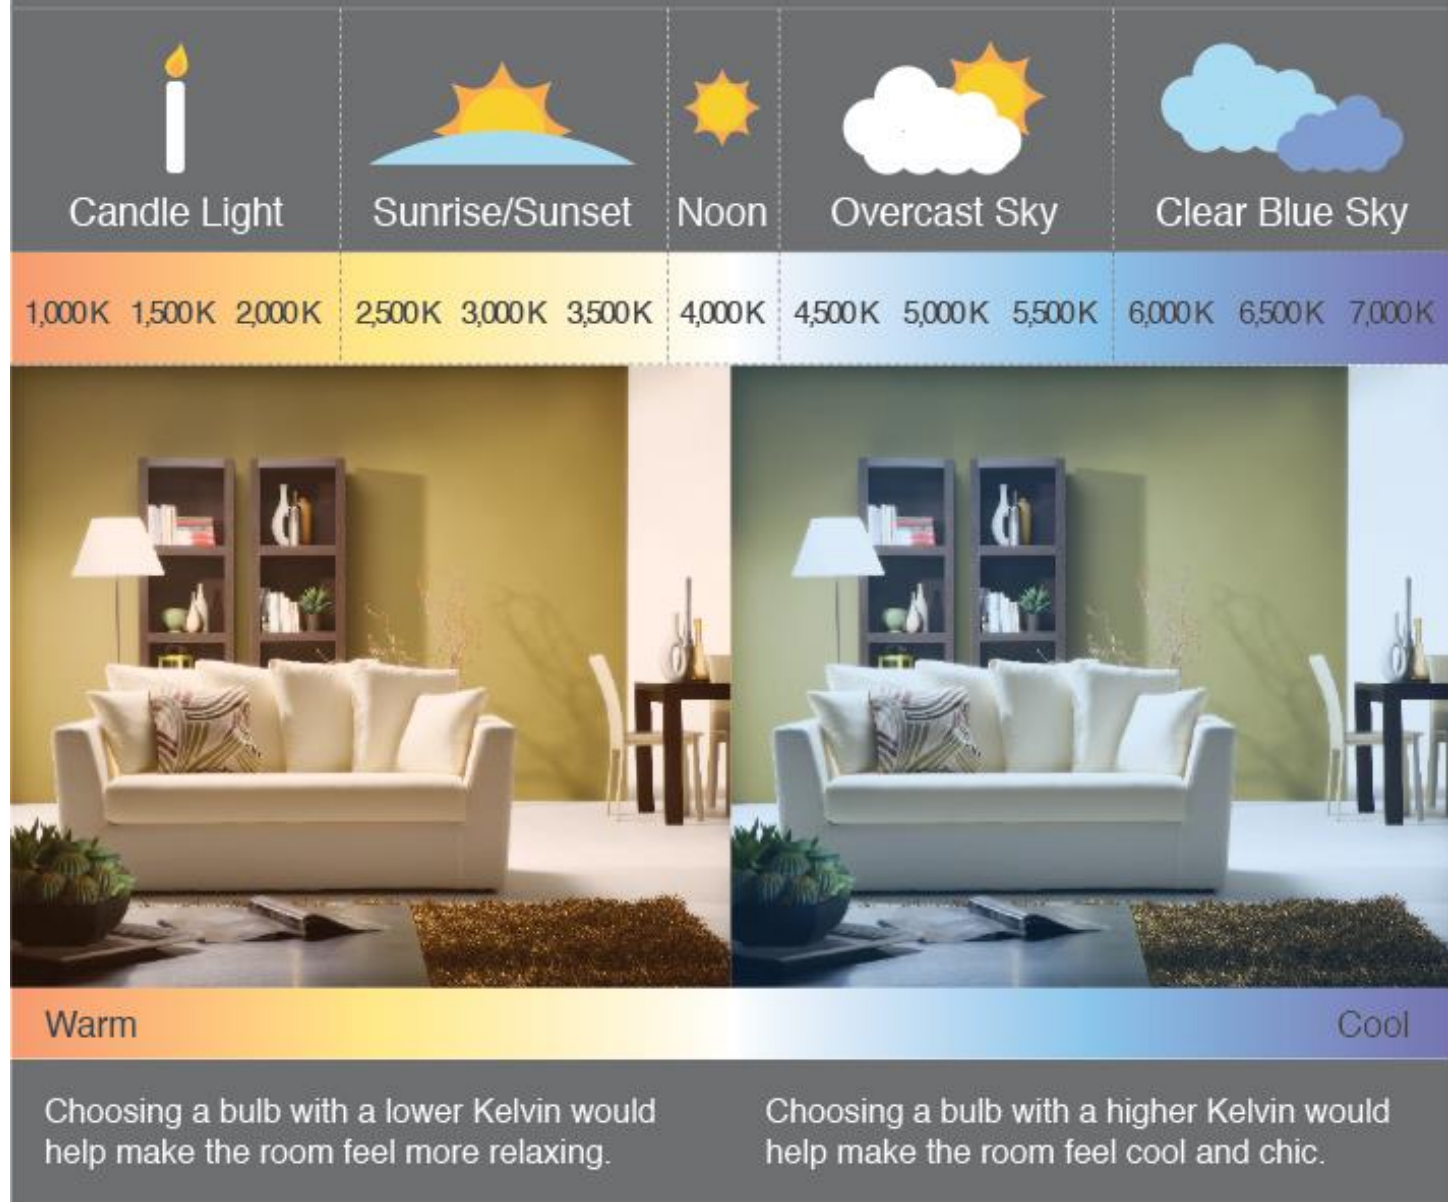 Candle Light
Sunrise/Sunset
Noon
Overcast Sky
Clear Blue Sky
1,000K 1,500K 2,000K 2,500K 3,000K 3,500K 4,000K 4,500K 5,000K 5,500K 6,000K 6,500K 7,000K
Warm
Cool
Choosing a bulb with a lower Kelvin would
help make the room feel more relaxing.
Choosing a bulb with a higher Kelvin would
help make the room feel cool and chic.